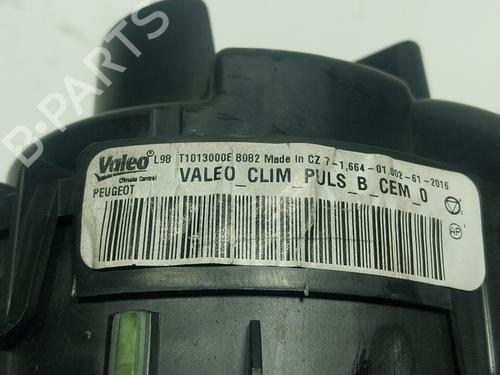 B-PARTS
Valeo L98 T1013000E 8082 Made in CZ 7-1,664-01.002-61-2016
Climate Control
PEUGEOT VALEO_CLIM_PULS_B_CEM_0
AP